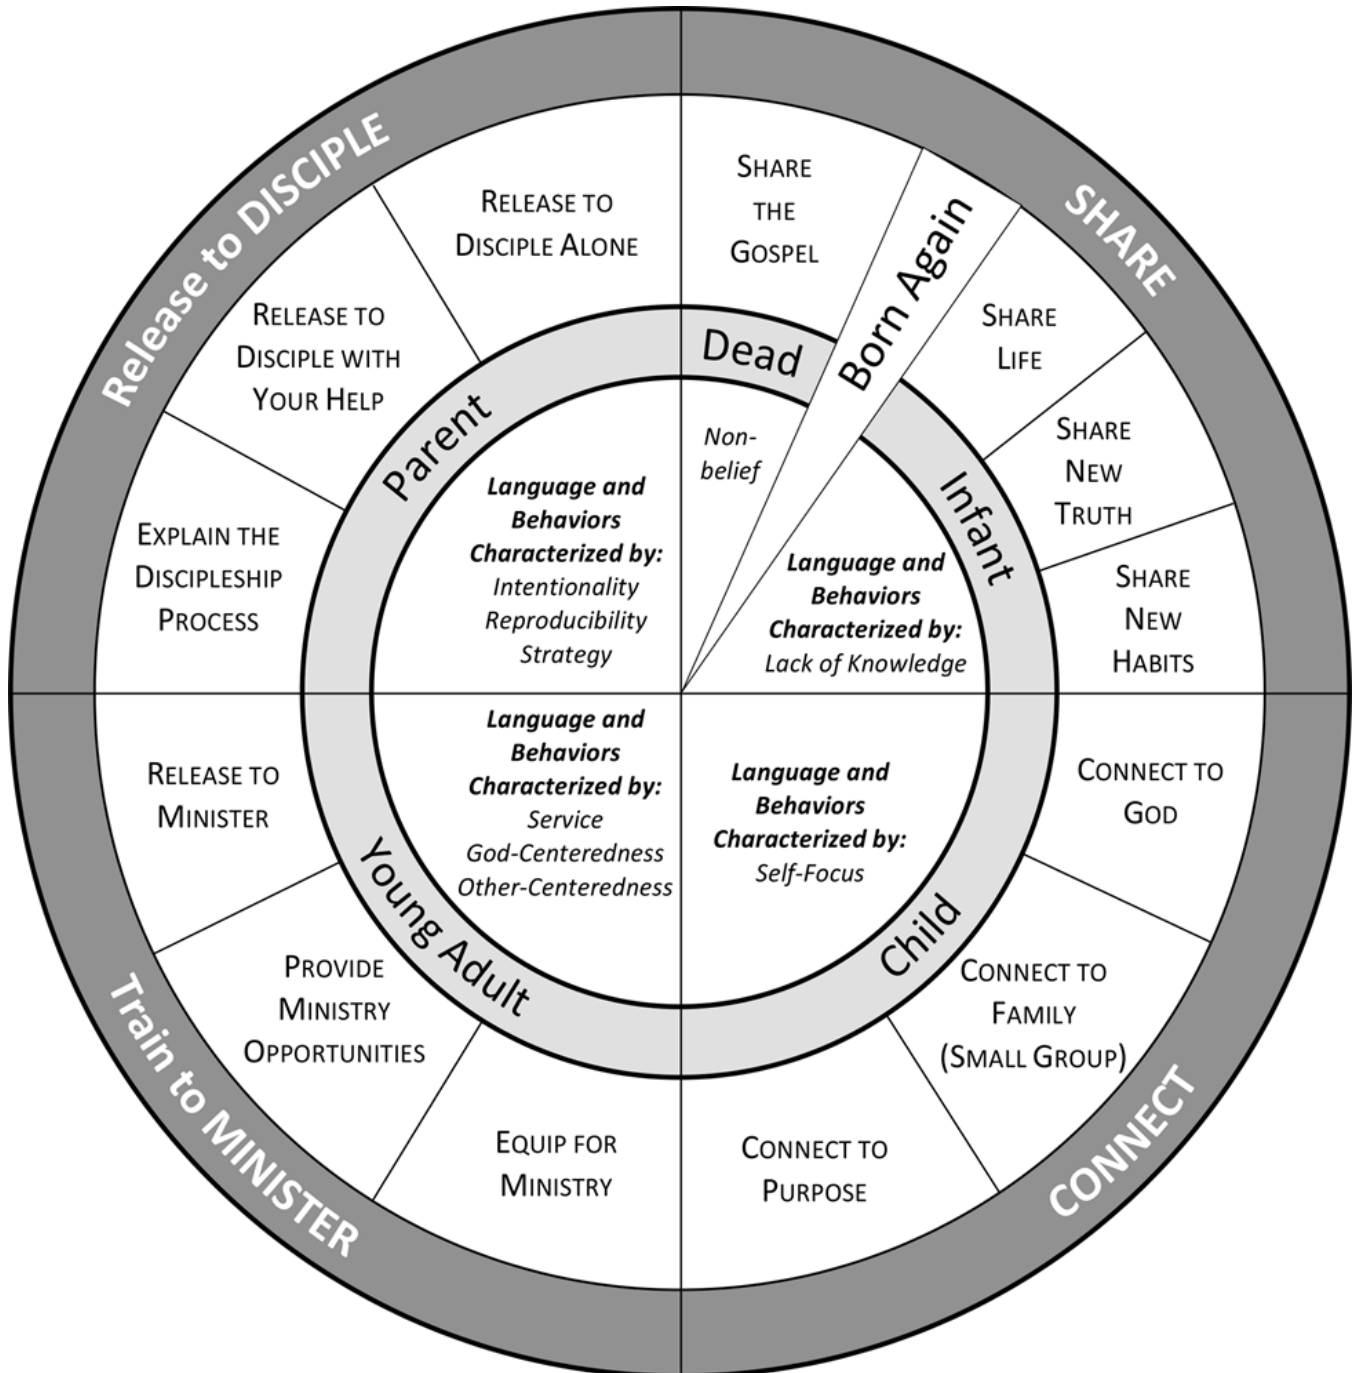 SHARE
SHARE
THE
GOSPEL
Born Again
SHARE
LIFE
SHARE
NEW
TRUTH
SHARE
NEW
HABITS
Dead
Non-
belief
Infant
Language and
Behaviors
Characterized by:
Lack of Knowledge
CONNECT
CONNECT TO
GOD
CONNECT TO
FAMILY
(SMALL GROUP)
CONNECT TO
PURPOSE
Child
Language and
Behaviors
Characterized by:
Self-Focus
Train to MINISTER
EQUIP FOR
MINISTRY
PROVIDE
MINISTRY
OPPORTUNITIES
RELEASE TO
MINISTER
Young Adult
Language and
Behaviors
Characterized by:
Service
God-Centeredness
Other-Centeredness
Release to DISCIPLE
EXPLAIN THE
DISCIPLESHIP
PROCESS
RELEASE TO
DISCIPLE WITH
YOUR HELP
RELEASE TO
DISCIPLE ALONE
Parent
Language and
Behaviors
Characterized by:
Intentionality
Reproducibility
Strategy